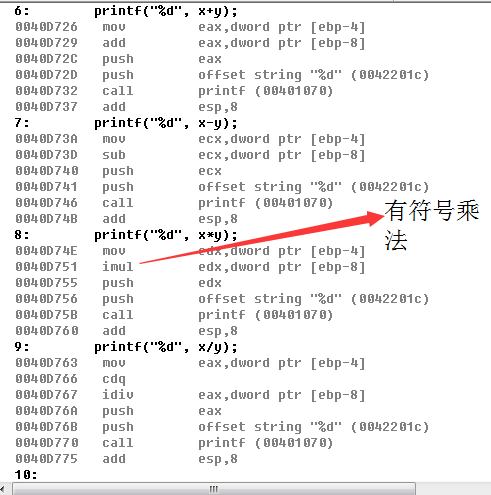 6: printf("%d", x+y);
0040D726 mov eax,dword ptr [ebp-4]
0040D729 add eax,dword ptr [ebp-8]
0040D72C push eax
0040D72D push offset string "%d" (0042201c)
0040D732 call printf (00401070)
0040D737 add esp,8
7: printf("%d", x-y);
0040D73A mov ecx,dword ptr [ebp-4]
0040D73D sub ecx,dword ptr [ebp-8]
0040D740 push ecx
0040D741 push offset string "%d" (0042201c)
0040D746 call printf (00401070)
0040D74B add esp,8
有符号乘
法
8: printf("%d", x*y);
0040D74E mov edx,dword ptr [ebp-4]
0040D751 imul edx,dword ptr [ebp-8]
0040D755 push edx
0040D756 push offset string "%d" (0042201c)
0040D75B call printf (00401070)
0040D760 add esp,8
9: printf("%d", x/y);
0040D763 mov eax,dword ptr [ebp-4]
0040D766 cdq
0040D767 idiv eax,dword ptr [ebp-8]
0040D76A push eax
0040D76B push offset string "%d" (0042201c)
0040D770 call printf (00401070)
0040D775 add esp,8
10: